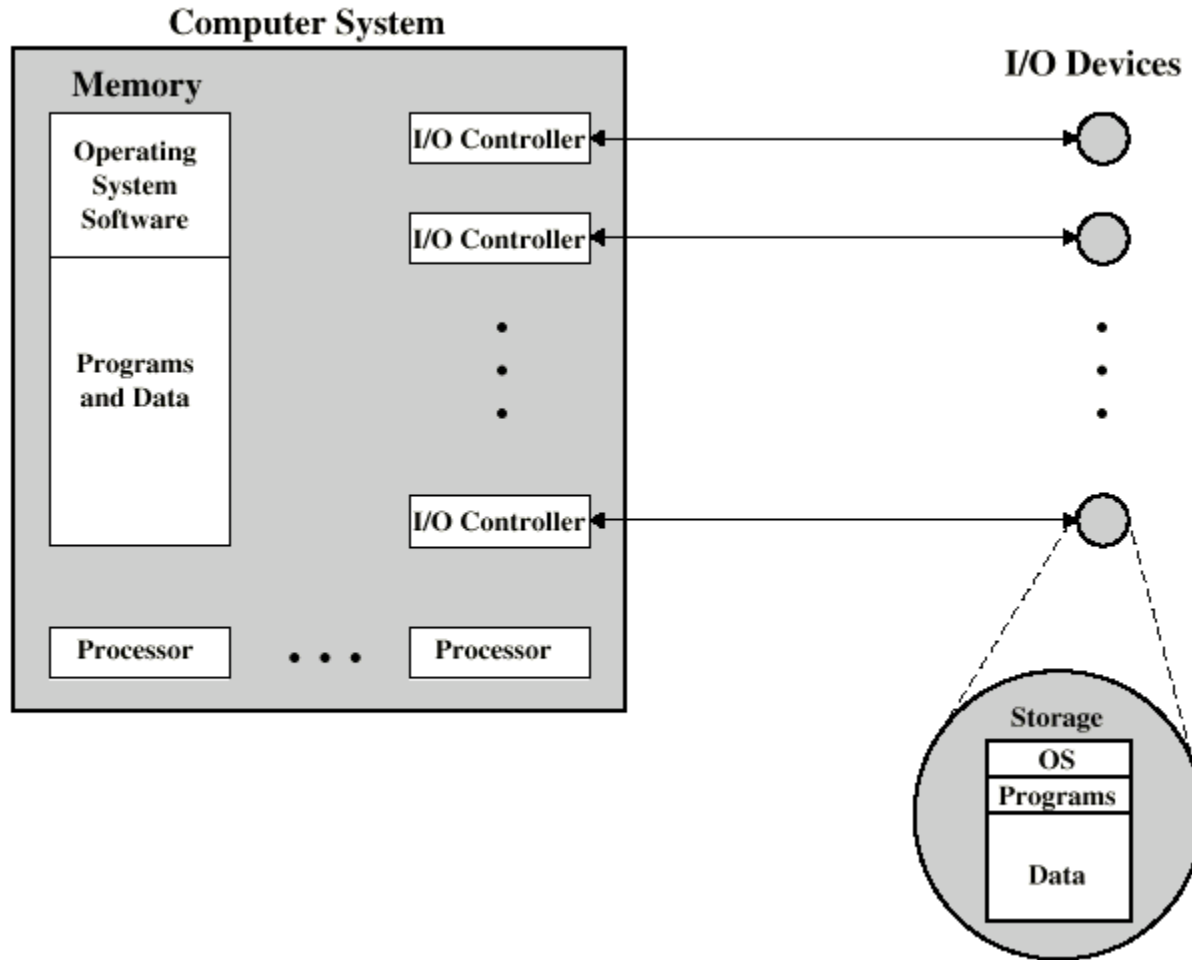 Computer System
I/O Devices
Memory
Operating
System
Software
Programs
and Data
I/O Controller
I/O Controller
I/O Controller
Processor
Processor
Storage
OS
Programs
Data